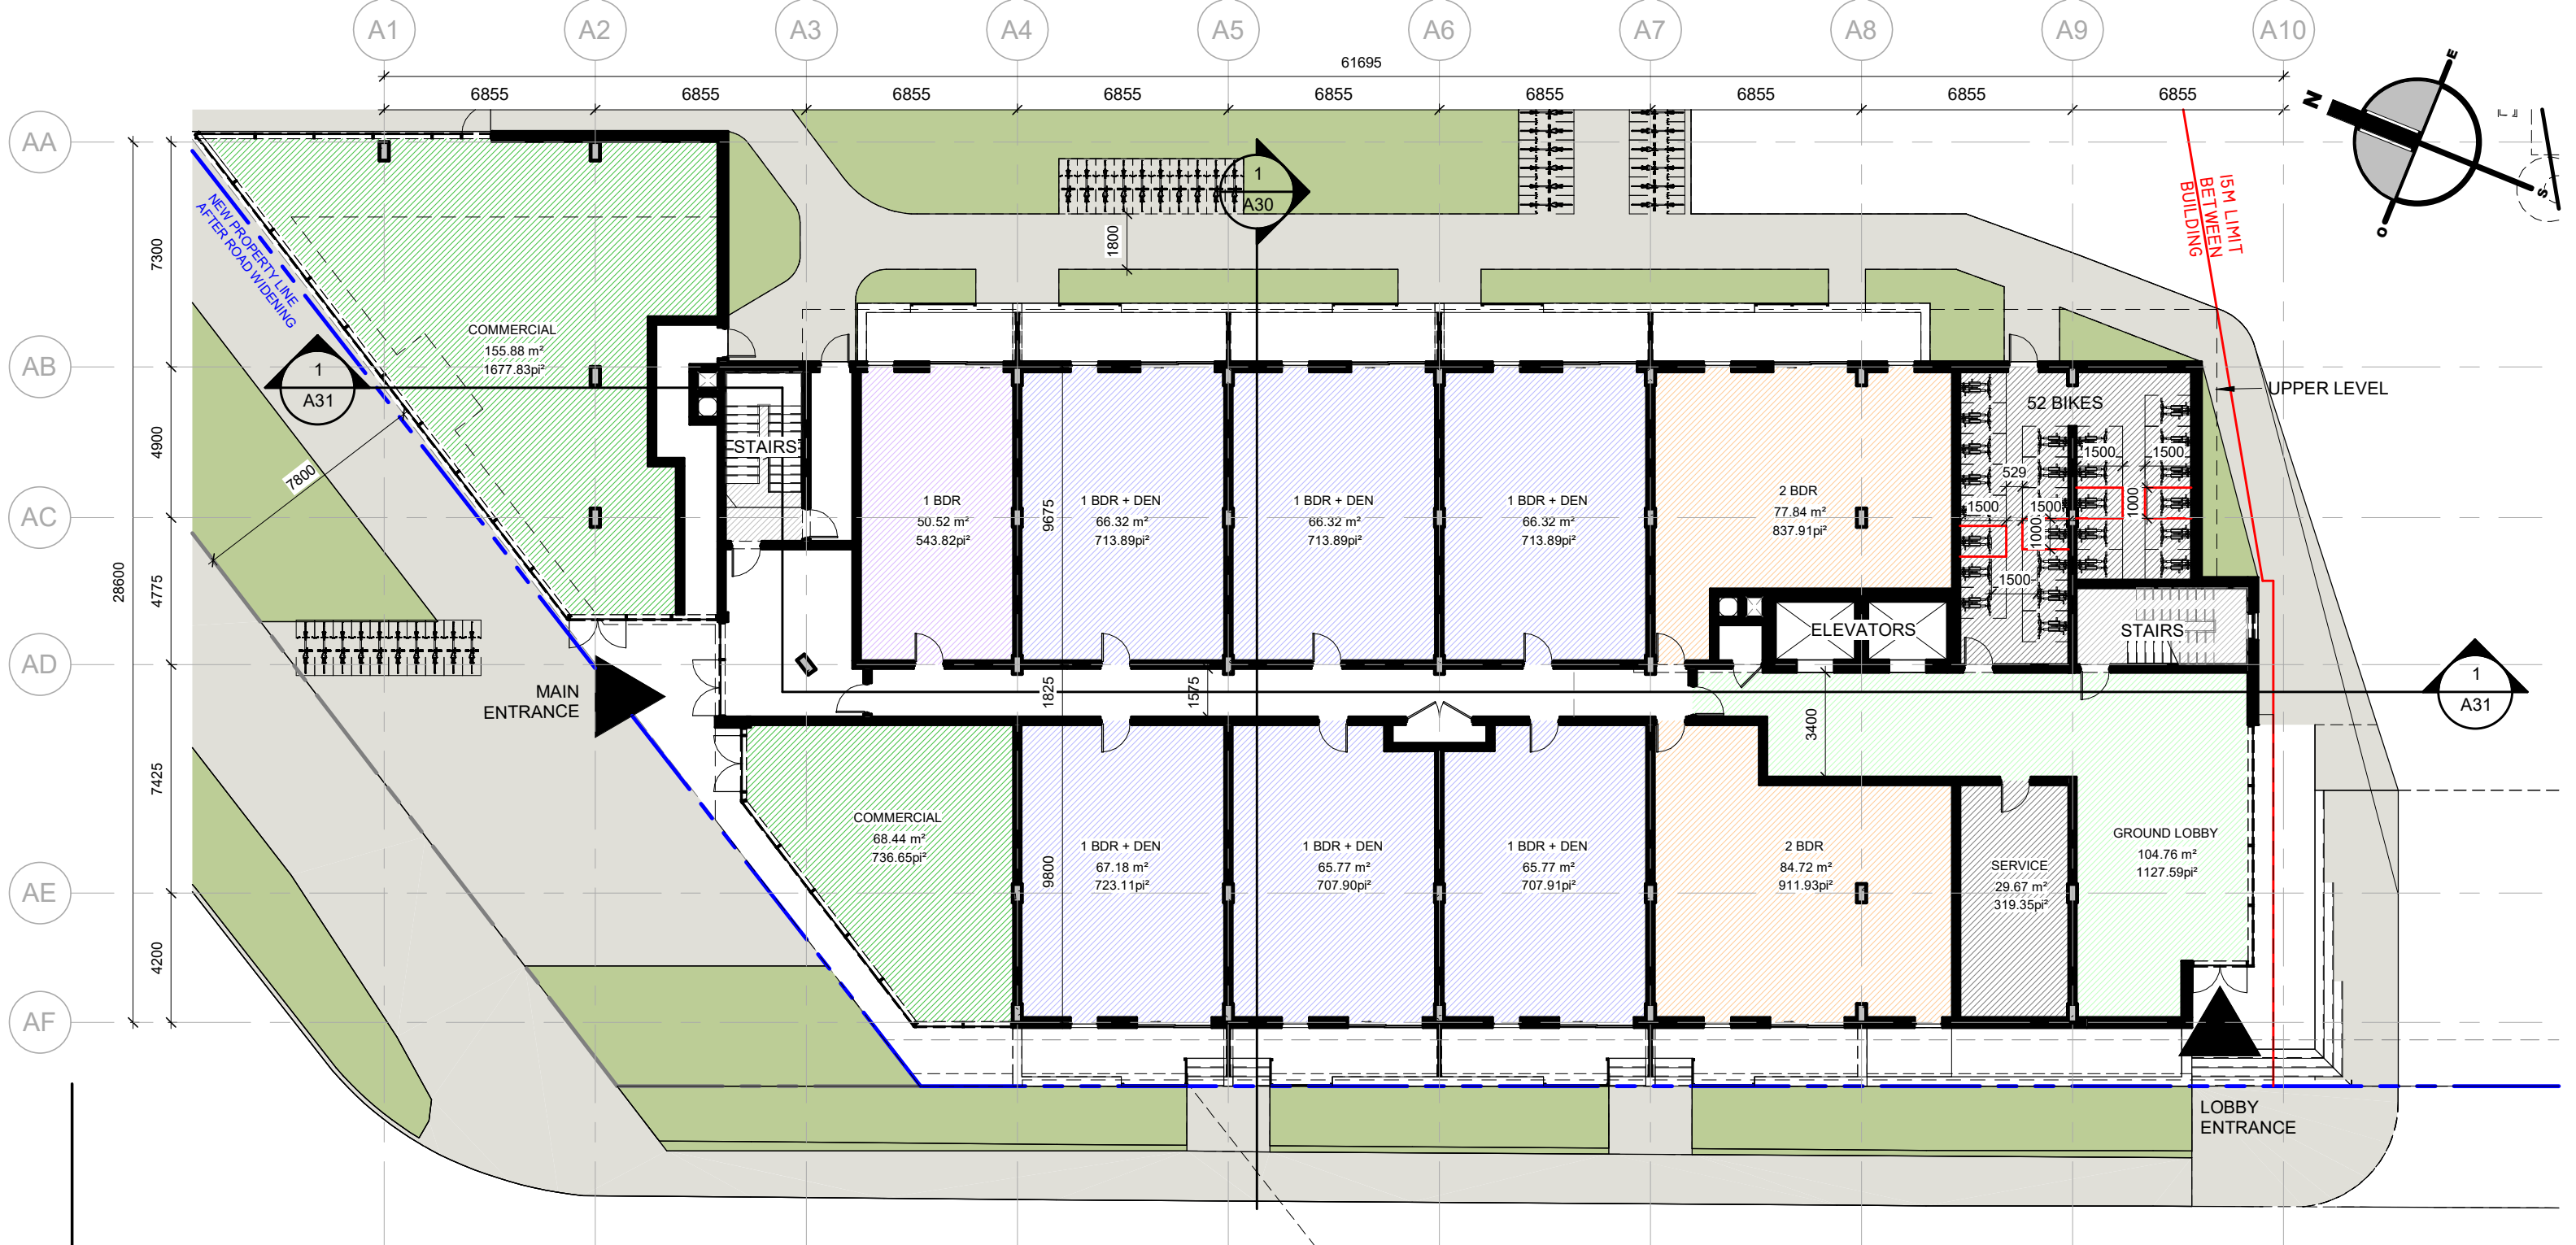 A1 A2 A3 A4 A5 A6 A7 A8 A9 A10
61695
6855 6855 6855 6855 6855 6855 6855 6855 6855
AA
AB
AC
AD
AE
AF
28600
7300
4900
4775
7425
4200
N
E
S
O
15M LIMIT
BETWEEN
BUILDING
NEW PROPERTY LINE
AFTER ROAD WIDENING
1
A30
1800
COMMERCIAL
155.88 m²
1677.83pi²
1
A31
7800
STAIRS
1 BDR
50.52 m²
543.82pi²
9675
1 BDR + DEN
66.32 m²
713.89pi²
1 BDR + DEN
66.32 m²
713.89pi²
1 BDR + DEN
66.32 m²
713.89pi²
2 BDR
77.84 m²
837.91pi²
52 BIKES
1500
1500
529
1500
1500
1000
1000
1500
UPPER LEVEL
ELEVATORS
STAIRS
MAIN
ENTRANCE
1825
1575
3400
1
A31
COMMERCIAL
68.44 m²
736.65pi²
9800
1 BDR + DEN
67.18 m²
723.11pi²
1 BDR + DEN
65.77 m²
707.90pi²
1 BDR + DEN
65.77 m²
707.91pi²
2 BDR
84.72 m²
911.93pi²
SERVICE
29.67 m²
319.35pi²
GROUND LOBBY
104.76 m²
1127.59pi²
LOBBY
ENTRANCE